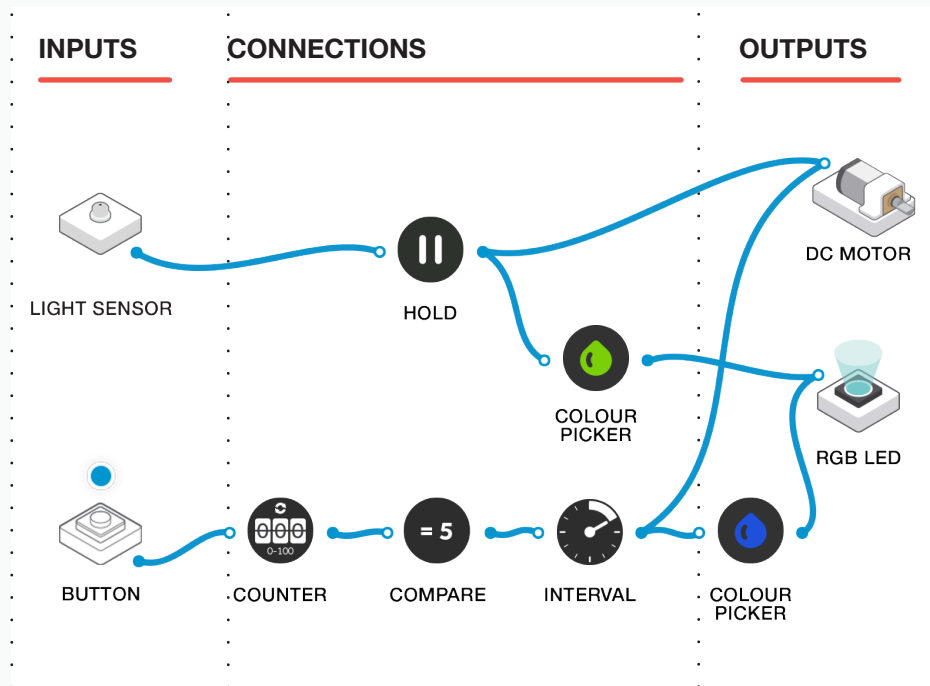 INPUTS
CONNECTIONS
OUTPUTS
DC MOTOR
LIGHT SENSOR
HOLD
COLOUR
PICKER
RGB LED
000
0-100
= 5
BUTTON
COUNTER
COMPARE
INTERVAL
COLOUR
PICKER